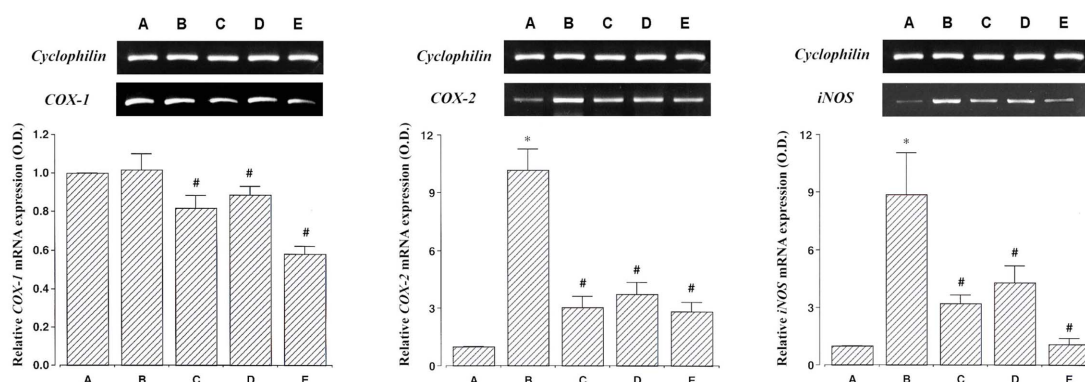 A B C D E
Cyclophilin
COX-1
Relative COX-1 mRNA expression (O.D.)
1.2
1.0
0.8
0.6
0.4
0.2
0.0
# # #
A B C D E
A B C D E
Cyclophilin
COX-2
Relative COX-2 mRNA expression (O.D.)
12
9
6
3
0
* # # #
A B C D E
A B C D E
Cyclophilin
iNOS
Relative iNOS mRNA expression (O.D.)
12
9
6
3
0
* # # #
A B C D E